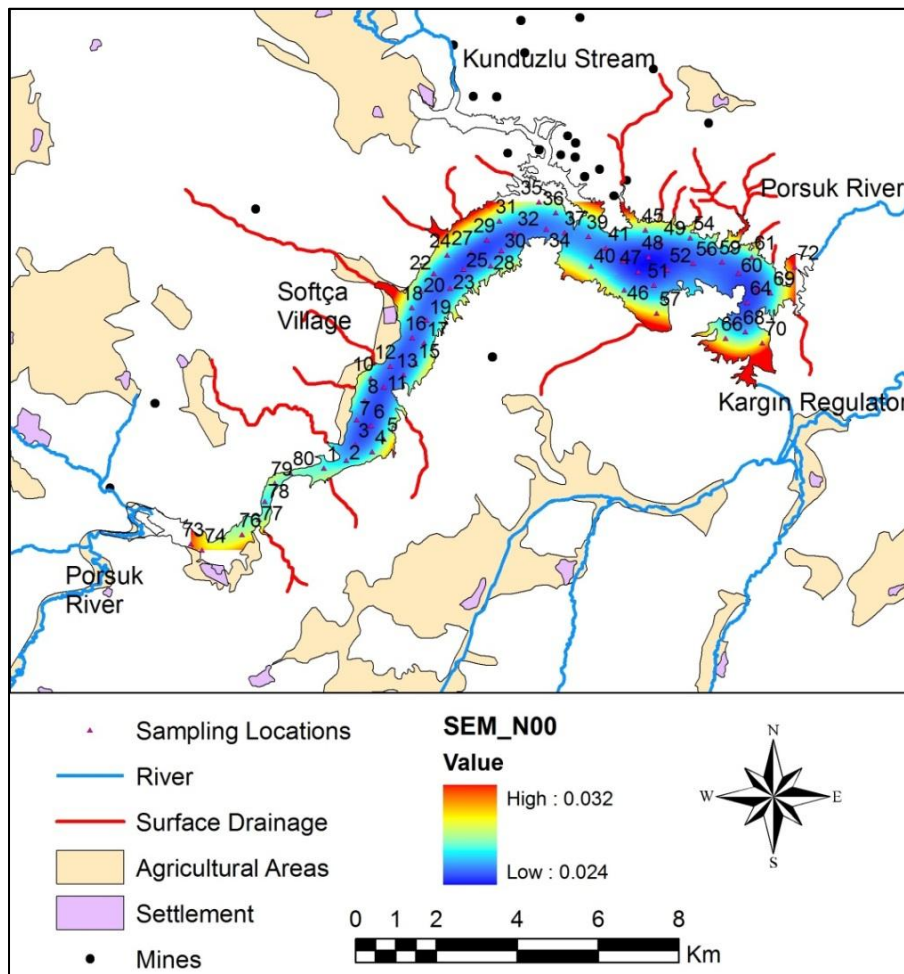 Kunduzlu Stream
Porsuk River
35
36
31
32
37
39
45
49
54
29
30
34
41
48
56
59
61
72
24
27
25
28
40
47
51
52
60
69
22
20
23
46
57
64
18
19
68
Softça
Village
16
17
66
70
12
13
15
10
8
11
Kargın Regulator
7
6
3
5
4
80
1
2
79
78
77
76
73
74
Porsuk
River
Sampling Locations
River
Surface Drainage
Agricultural Areas
Settlement
Mines
SEM_N00
Value
High : 0.032
Low : 0.024
N
W
E
S
0 1 2 4 6 8
Km